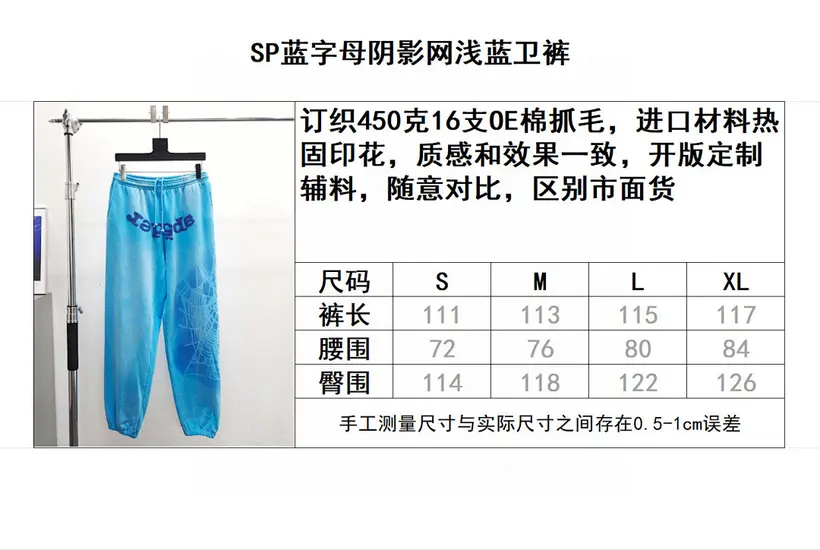 SP蓝字母阴影网浅蓝卫裤
订织450克16支OE棉抓毛，进口材料热
固印花，质感和效果一致，开版定制
辅料，随意对比，区别市面货
尺码 S M L XL
裤长 111 113 115 117
腰围 72 76 80 84
臀围 114 118 122 126
手工测量尺寸与实际尺寸之间存在0.5-1cm误差